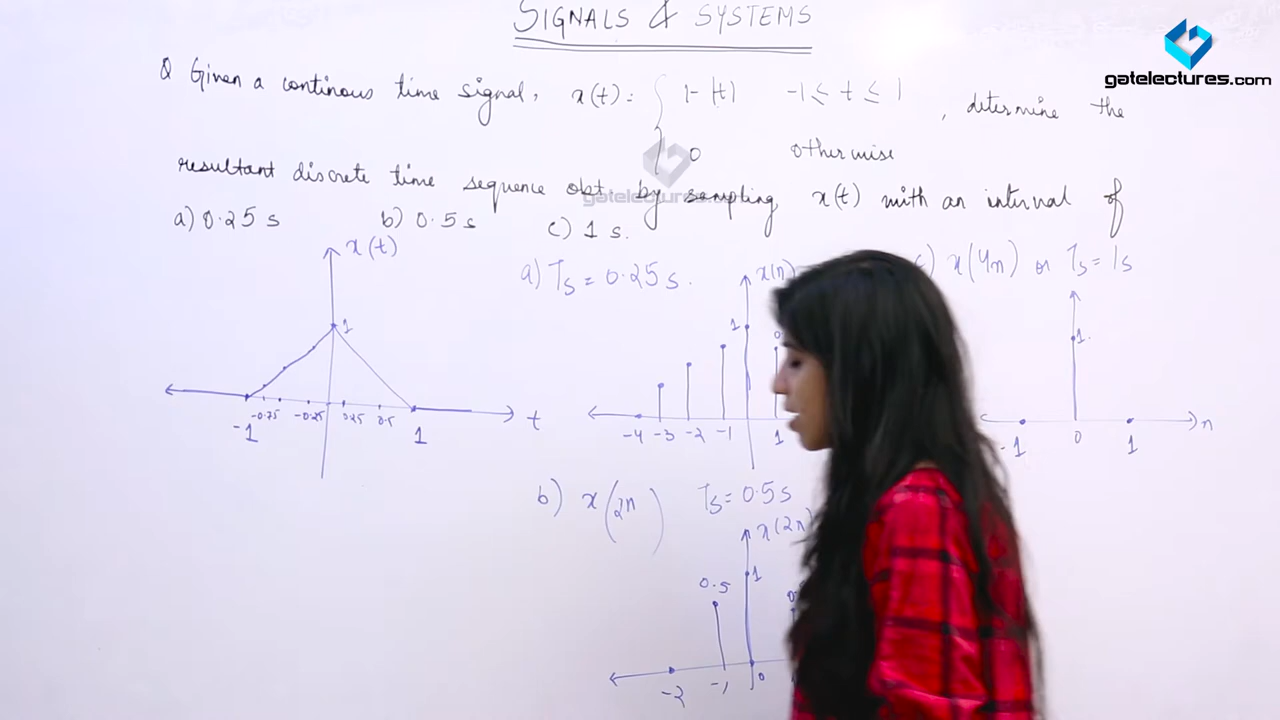 SIGNALS & SYSTEMS
gatelectures.com
Q Given a continous time signal, x(t) = { 1-|t| -1 ≤ t ≤ 1 , determine the
0 otherwise
resultant discrete time sequence obt by sampling x(t) with an interval of
gatelectures.com
a) 0.25 s b) 0.5 s c) 1 s.
x(t)
1
-0.75 -0.25 0.25 0.5
-1 1 t
a) Ts = 0.25 s.
x(n)
1
-4 -3 -2 -1 1
c) x(4n) or Ts = 1s
1
-1 0 1 n
b) x(2n) Ts = 0.5 s
x(2n)
1
0.5
-2 -1 0